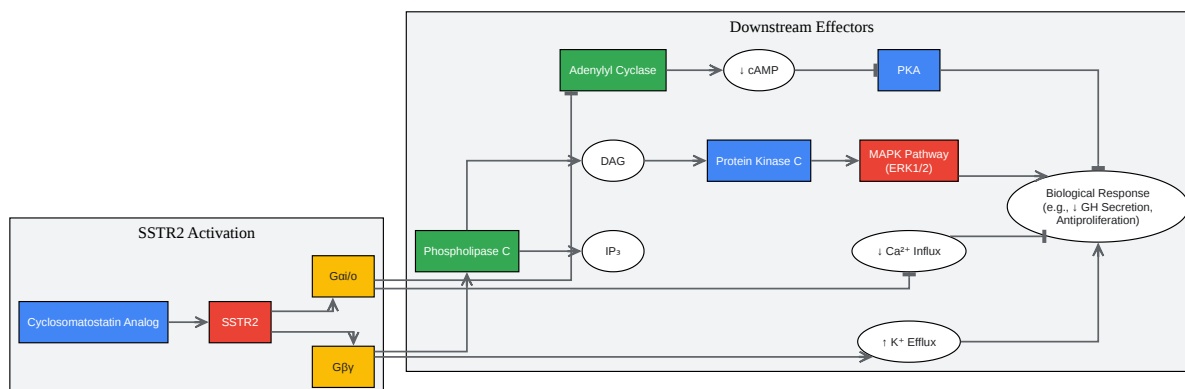 Downstream Effectors
Adenylyl Cyclase
↓ cAMP
PKA
DAG
Protein Kinase C
MAPK Pathway
(ERK1/2)
Biological Response
(e.g., ↓ GH Secretion,
Antiproliferation)
SSTR2 Activation
Phospholipase C
IP₃
↓ Ca²⁺ Influx
Gαi/o
Cyclosomatostatin Analog
SSTR2
Gβγ
↑ K⁺ Efflux